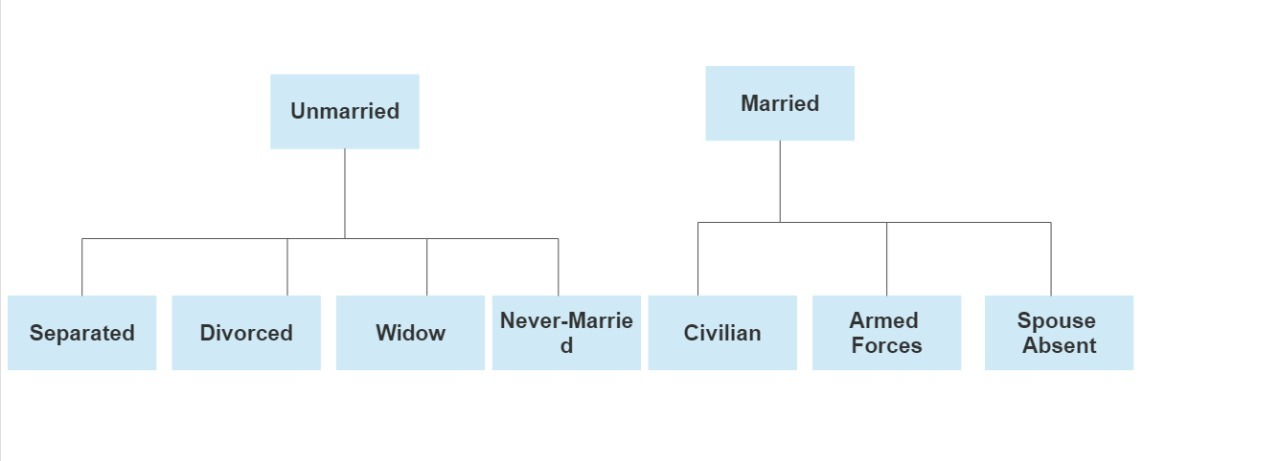 Unmarried
Married
Separated
Divorced
Widow
Never-Marrie
d
Civilian
Armed
Forces
Spouse
Absent